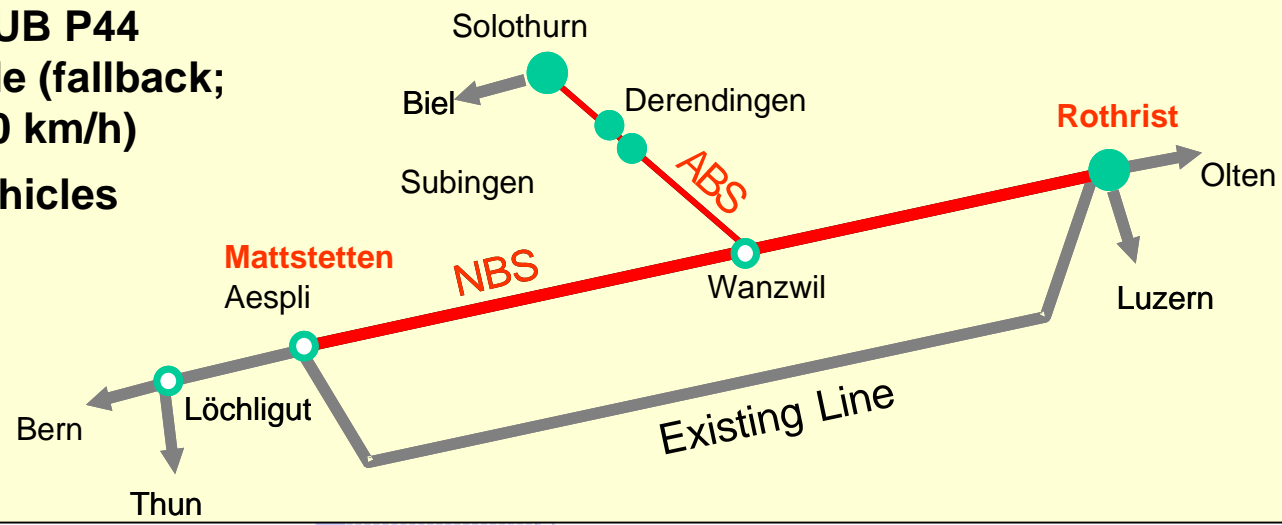 UB P44
le (fallback;
0 km/h)
hicles
Solothurn
Biel
Derendingen
Subingen
ABS
Rothrist
Olten
Mattstetten
Aespli
NBS
Wanzwil
Luzern
Löchligut
Existing Line
Bern
Thun